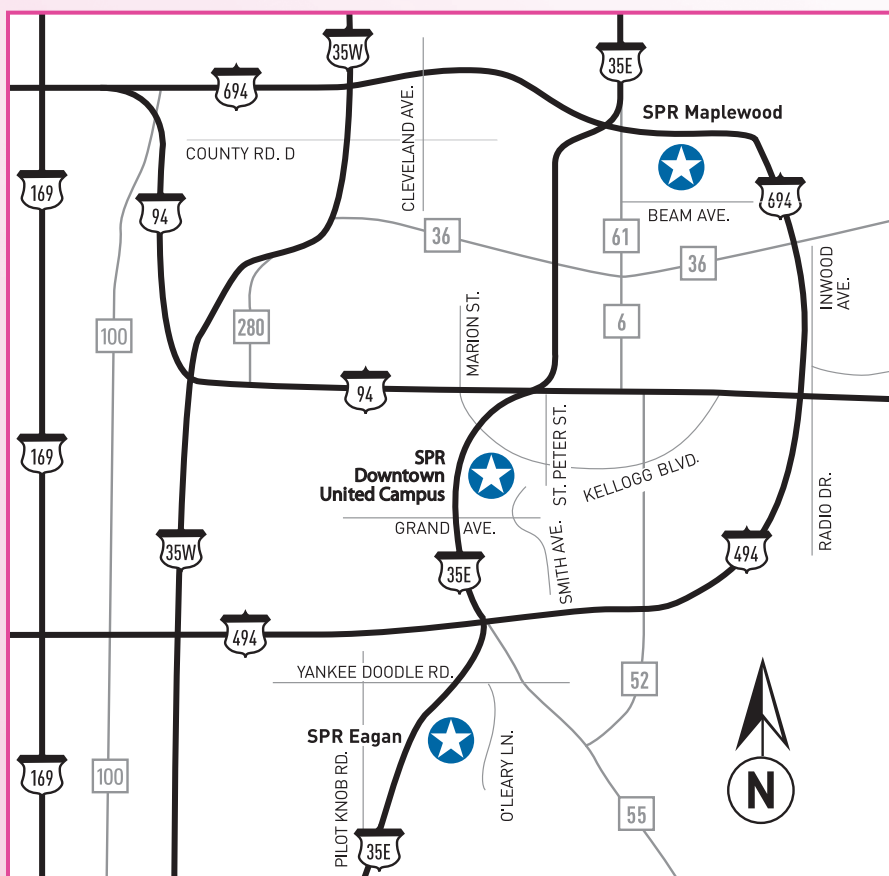 35W
35E
694
SPR Maplewood
CLEVELAND AVE.
COUNTY RD. D
169
94
694
BEAM AVE.
36
61
36
INWOOD
AVE.
100
280
MARION ST.
6
94
ST. PETER ST.
SPR
Downtown
United Campus
169
KELLOGG BLVD.
GRAND AVE.
SMITH AVE.
RADIO DR.
35W
35E
494
494
YANKEE DOODLE RD.
52
SPR Eagan
PILOT KNOB RD.
O'LEARY LN.
169
100
N
55
35E